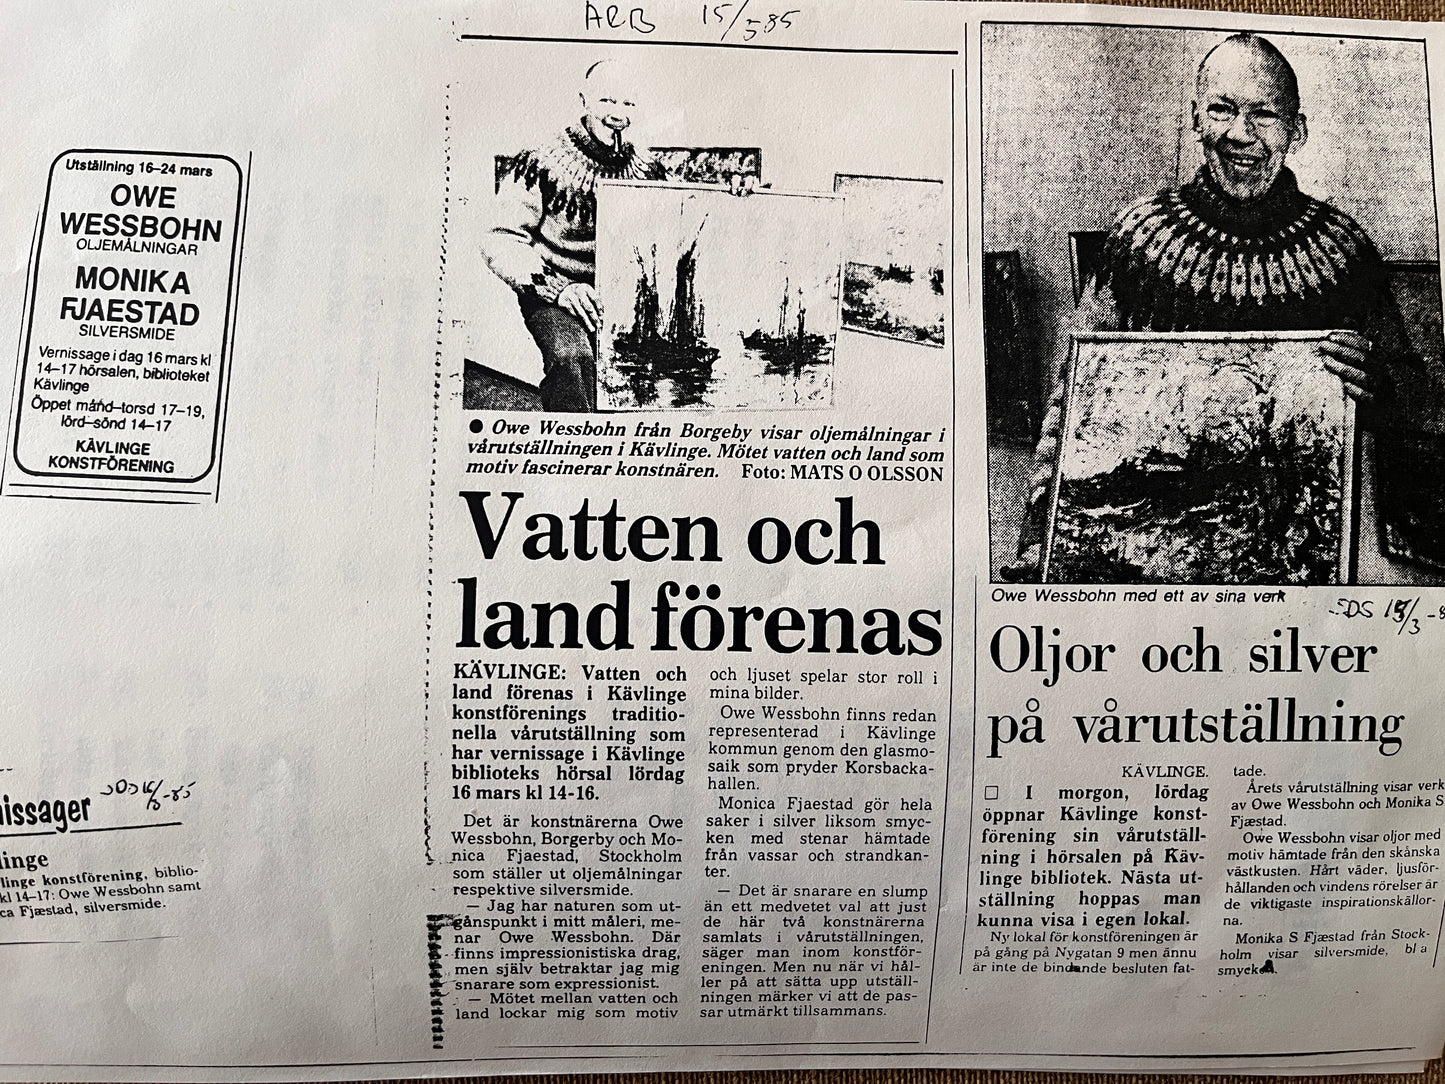 ARB 15/3 85
Utställning 16–24 mars
OWE
WESSBOHN
OLJEMÅLNINGAR
MONIKA
FJAESTAD
SILVERSMIDE
Vernissage i dag 16 mars kl
14–17 hörsalen, biblioteket
Kävlinge
Öppet månd–torsd 17–19,
lörd–sönd 14–17
KÄVLINGE
KONSTFÖRENING
issager
inge
linge konstförening, biblio-
kl 14–17: Owe Wessbohn samt
ca Fjæstad, silversmide.
● Owe Wessbohn från Borgeby visar oljemålningar i
vårutställningen i Kävlinge. Mötet vatten och land som
motiv fascinerar konstnären. Foto: MATS O OLSSON
Vatten och
land förenas
KÄVLINGE: Vatten och
land förenas i Kävlinge
konstförenings traditio-
nella vårutställning som
har vernissage i Kävlinge
biblioteks hörsal lördag
16 mars kl 14-16.
Det är konstnärerna Owe
Wessbohn, Borgerby och Mo-
nica Fjaestad, Stockholm
som ställer ut oljemålningar
respektive silversmide.
— Jag har naturen som ut-
gånspunkt i mitt måleri, me-
nar Owe Wessbohn. Där
finns impressionistiska drag,
men själv betraktar jag mig
snarare som expressionist.
— Mötet mellan vatten och
land lockar mig som motiv
och ljuset spelar stor roll i
mina bilder.
Owe Wessbohn finns redan
representerad i Kävlinge
kommun genom den glasmo-
saik som pryder Korsbacka-
hallen.
Monica Fjaestad gör hela
saker i silver liksom smyc-
ken med stenar hämtade
från vassar och strandkan-
ter.
— Det är snarare en slump
än ett medvetet val att just
de här två konstnärerna
samlats i vårutställningen,
säger man inom konstför-
eningen. Men nu när vi hål-
ler på att sätta upp utställ-
ningen märker vi att de pas-
sar utmärkt tillsammans.
Owe Wessbohn med ett av sina verk
SDS 15/3 -8
Oljor och silver
på vårutställning
KÄVLINGE.
□ I morgon, lördag
öppnar Kävlinge konst-
förening sin vårutställ-
ning i hörsalen på Käv-
linge bibliotek. Nästa ut-
ställning hoppas man
kunna visa i egen lokal.
Ny lokal för konstföreningen är
på gång på Nygatan 9 men ännu
är inte de bindande besluten fat-
tade.
Årets vårutställning visar verk
av Owe Wessbohn och Monika S
Fjæstad.
Owe Wessbohn visar oljor med
motiv hämtade från den skånska
västkusten. Hårt väder, ljusför-
hållanden och vindens rörelser är
de viktigaste inspirationskällor-
na.
Monika S Fjæstad från Stock-
holm visar silversmide, bl a
smycken.